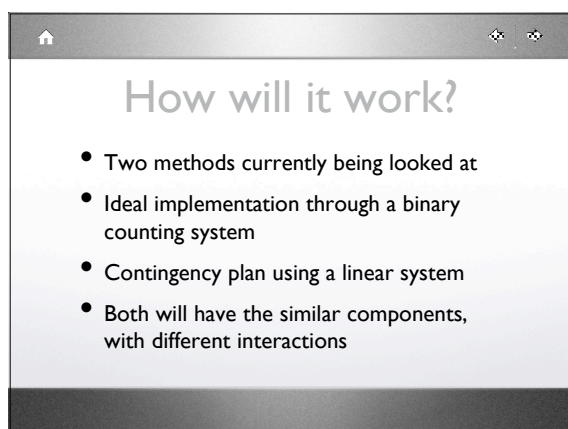 How will it work?
• Two methods currently being looked at
• Ideal implementation through a binary
counting system
• Contingency plan using a linear system
• Both will have the similar components,
with different interactions